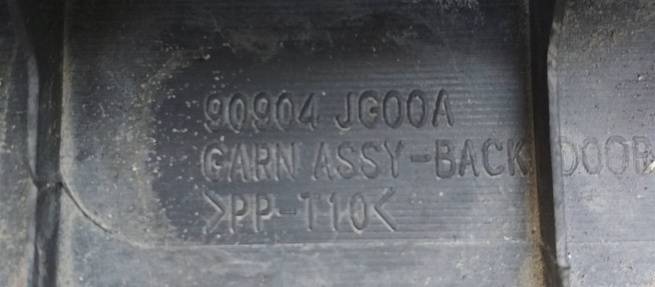 90904 JG00A
GARN ASSY-BACK DOOR
>PP-T10<